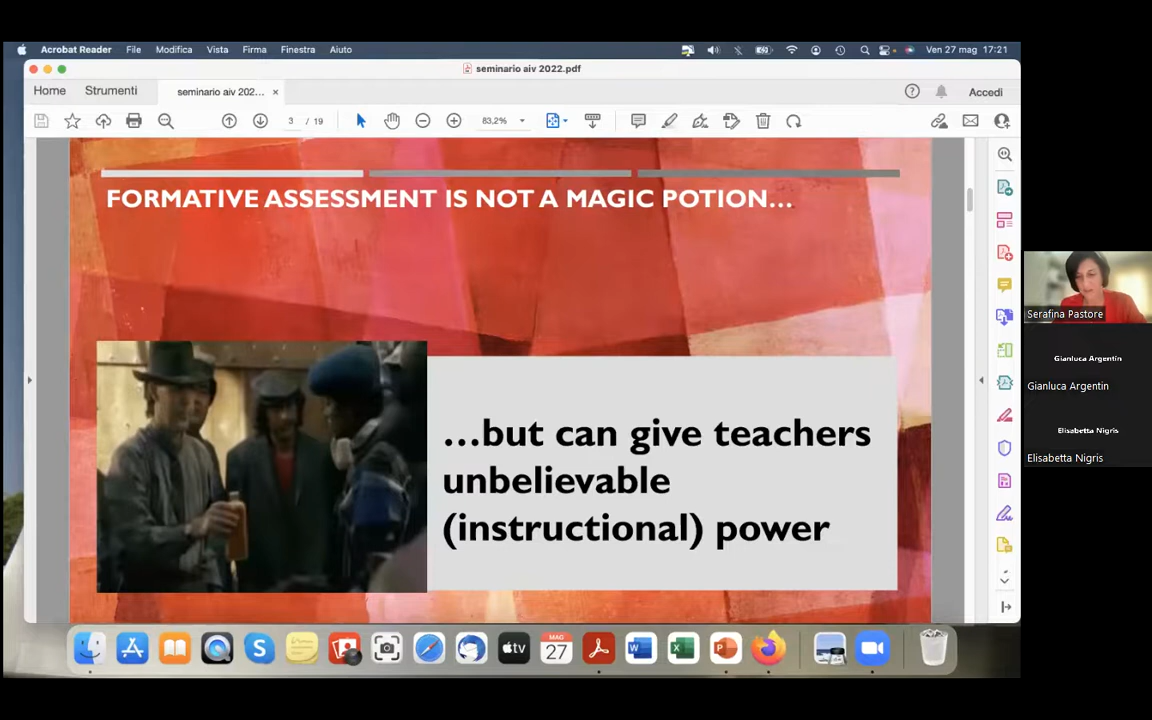 Acrobat Reader File Modifica Vista Firma Finestra Aiuto Ven 27 mag 17:21
seminario aiv 2022.pdf
Home Strumenti seminario aiv 202... × Accedi
3 / 19 83,2%
FORMATIVE ASSESSMENT IS NOT A MAGIC POTION...
...but can give teachers
unbelievable
(instructional) power
Serafina Pastore
Gianluca Argentin
Gianluca Argentin
Elisabetta Nigris
Elisabetta Nigris
MAG
27
tv